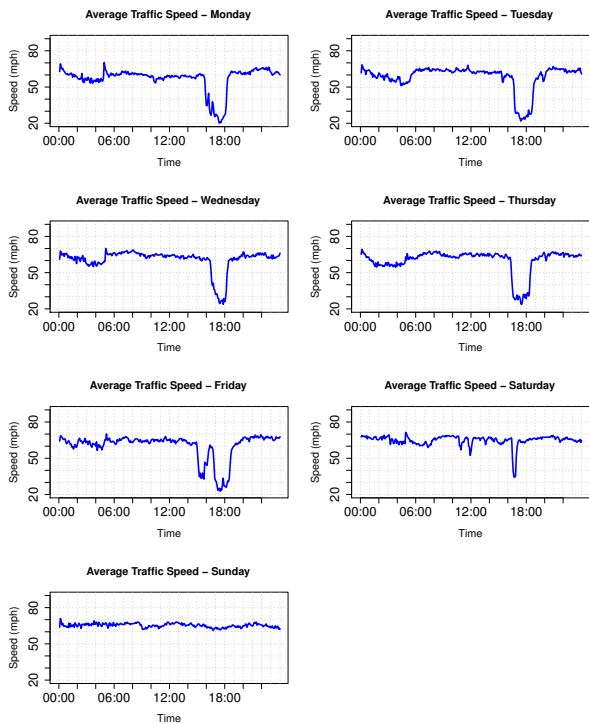 Average Traffic Speed − Monday
Speed (mph)
80
50
20
00:00 06:00 12:00 18:00
Time
Average Traffic Speed − Tuesday
Speed (mph)
80
50
20
00:00 06:00 12:00 18:00
Time
Average Traffic Speed − Wednesday
Speed (mph)
80
50
20
00:00 06:00 12:00 18:00
Time
Average Traffic Speed − Thursday
Speed (mph)
80
50
20
00:00 06:00 12:00 18:00
Time
Average Traffic Speed − Friday
Speed (mph)
80
50
20
00:00 06:00 12:00 18:00
Time
Average Traffic Speed − Saturday
Speed (mph)
80
50
20
00:00 06:00 12:00 18:00
Time
Average Traffic Speed − Sunday
Speed (mph)
80
50
20
00:00 06:00 12:00 18:00
Time